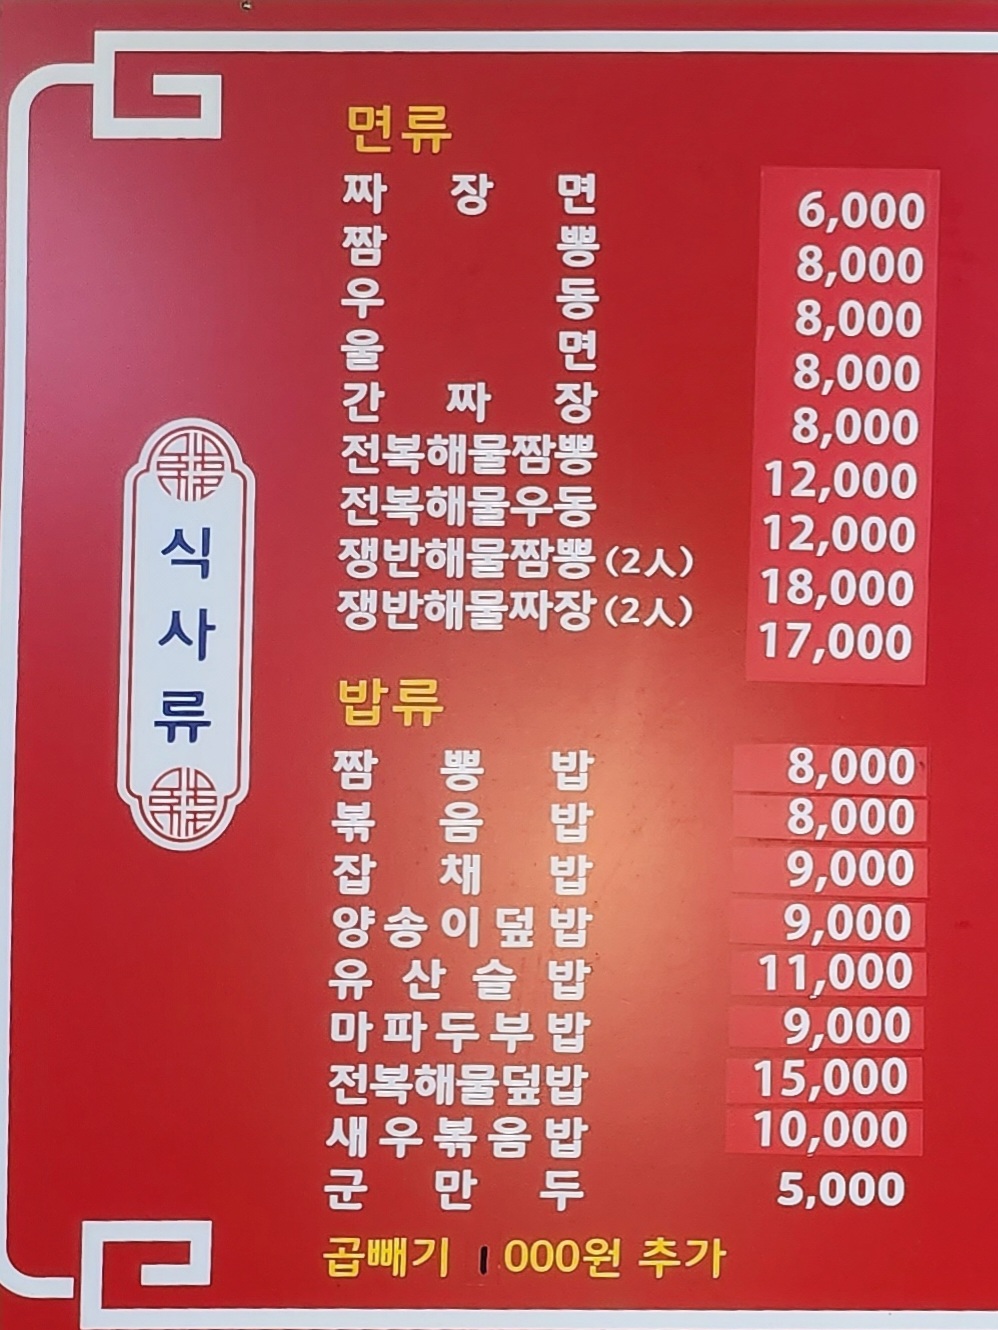 식사류
면류
짜장면 6,000
짬뽕 8,000
우동 8,000
울면 8,000
간짜장 8,000
전복해물짬뽕 12,000
전복해물우동 12,000
쟁반해물짬뽕(2人) 18,000
쟁반해물짜장(2人) 17,000
밥류
짬뽕밥 8,000
볶음밥 8,000
잡채밥 9,000
양송이덮밥 9,000
유산슬밥 11,000
마파두부밥 9,000
전복해물덮밥 15,000
새우볶음밥 10,000
군만두 5,000
곱빼기 1000원 추가